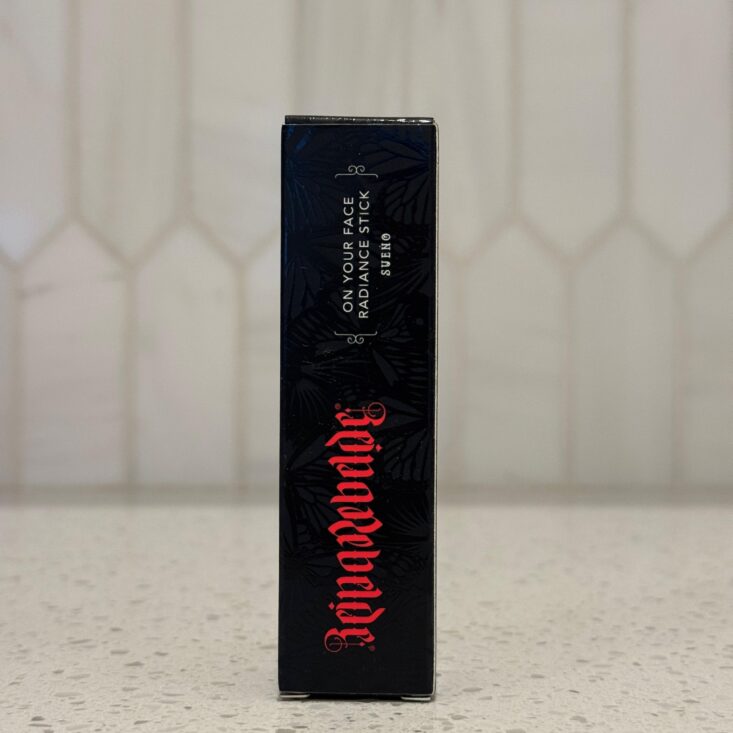 ON YOUR FACE
RADIANCE STICK
SUEÑO
ReinaRebelde